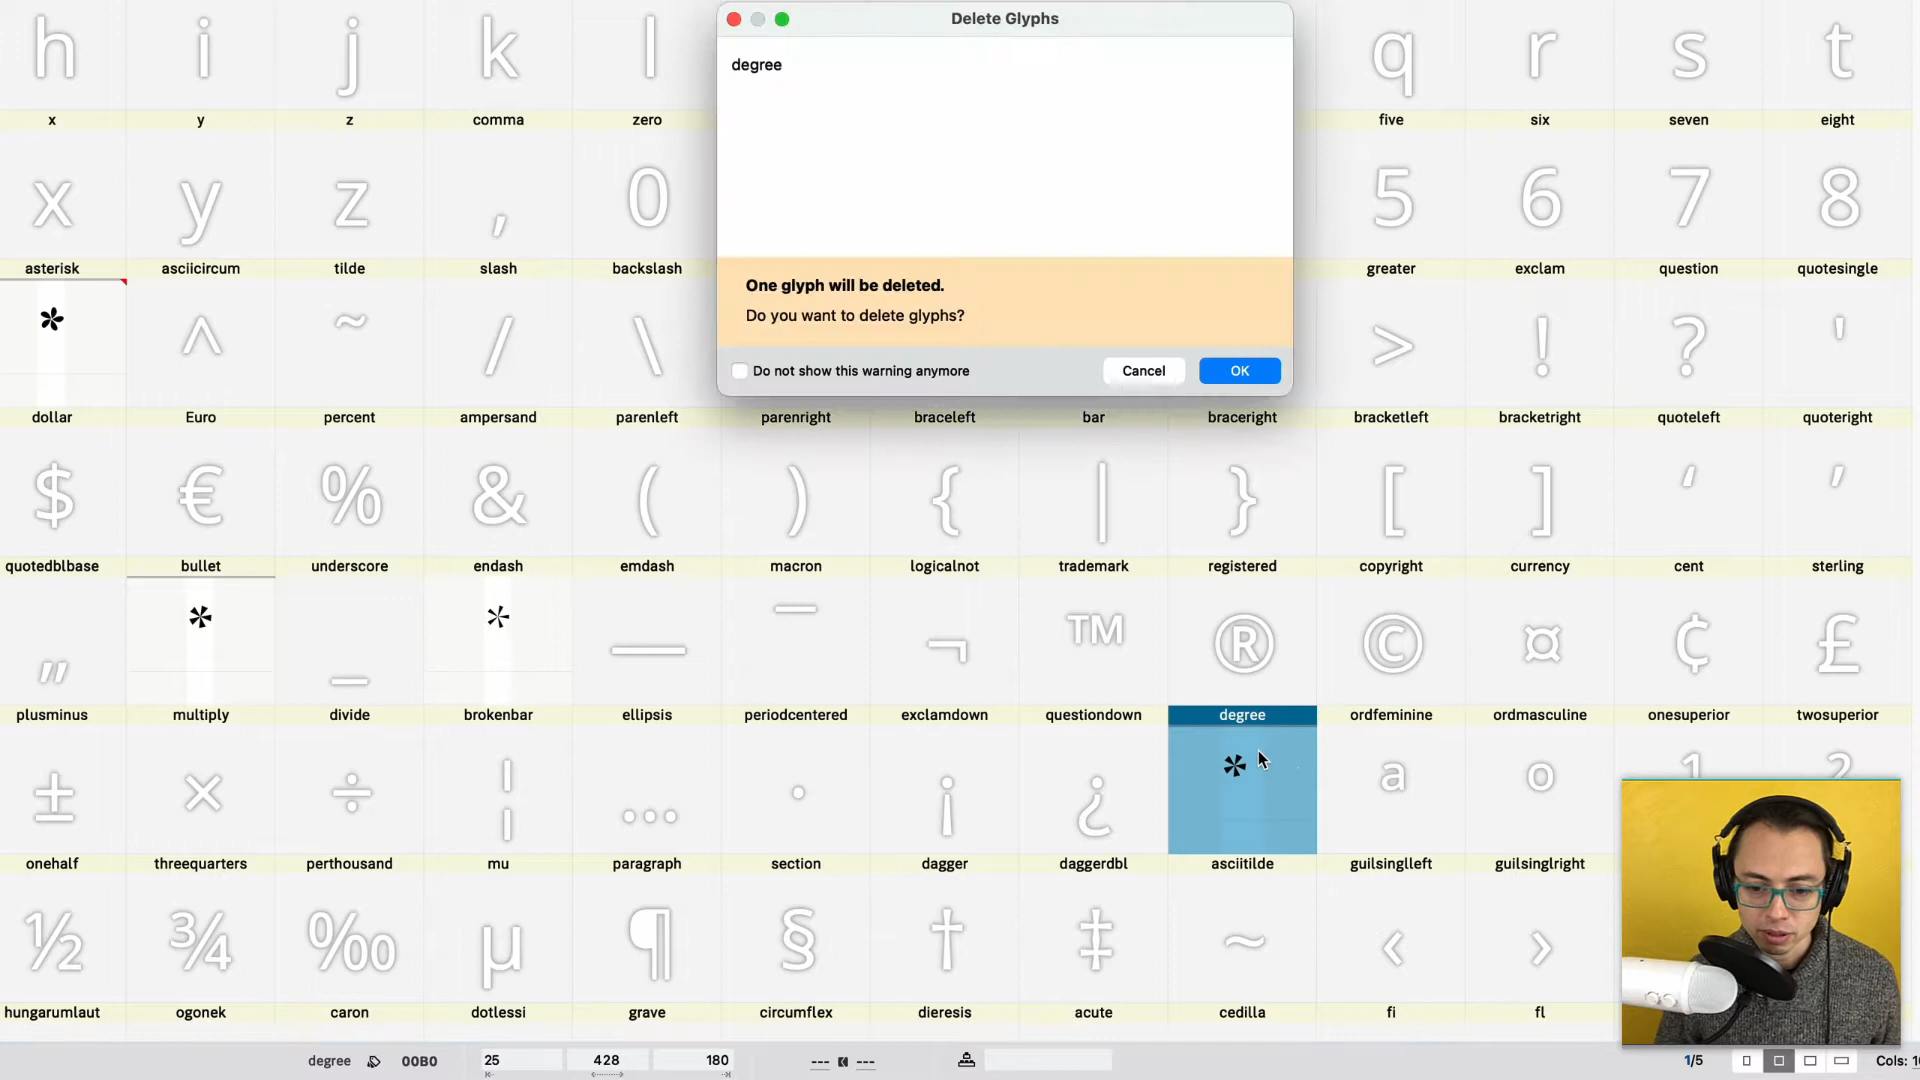 Delete Glyphs
degree
One glyph will be deleted.
Do you want to delete glyphs?
Do not show this warning anymore
Cancel
OK
h i j k l q r s t
x y z comma zero five six seven eight
x y z , 0 5 6 7 8
asterisk asciicircum tilde slash backslash greater exclam question quotesingle
* ^ ~ / \ > ! ? '
dollar Euro percent ampersand parenleft parenright braceleft bar braceright bracketleft bracketright quoteleft quoteright
$ € % & ( ) { | } [ ] ‘ ’
quotedblbase bullet underscore endash emdash macron logicalnot trademark registered copyright currency cent sterling
„ * _ * — ¯ ¬ ™ ® © ¤ ¢ £
plusminus multiply divide brokenbar ellipsis periodcentered exclamdown questiondown degree ordfeminine ordmasculine onesuperior twosuperior
± × ÷ ¦ … · ¡ ¿ * a o 1 2
onehalf threequarters perthousand mu paragraph section dagger daggerdbl asciitilde guilsinglleft guilsinglright
½ ¾ ‰ µ ¶ § † ‡ ~ ‹ ›
hungarumlaut ogonek caron dotlessi grave circumflex dieresis acute cedilla fi fl
degree 00B0 25 428 180 --- --- 1/5 Cols: